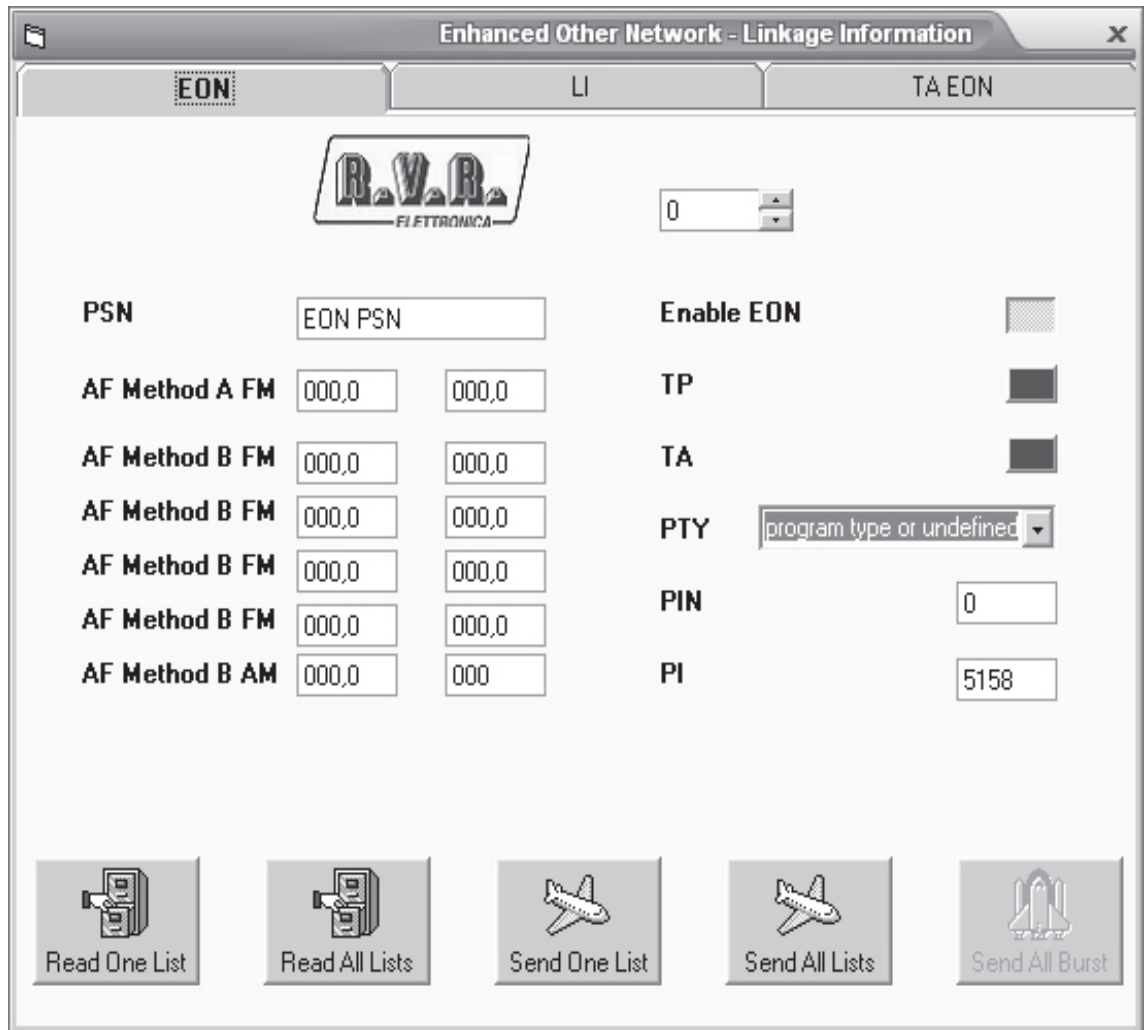 Enhanced Other Network - Linkage Information
EON
LI
TA EON
R.V.R.
ELETTRONICA
0
PSN
EON PSN
Enable EON
AF Method A FM 000,0 000,0
TP
AF Method B FM 000,0 000,0
TA
AF Method B FM 000,0 000,0
PTY program type or undefined
AF Method B FM 000,0 000,0
PIN 0
AF Method B FM 000,0 000,0
AF Method B AM 000,0 000
PI 5158
Read One List
Read All Lists
Send One List
Send All Lists
Send All Burst